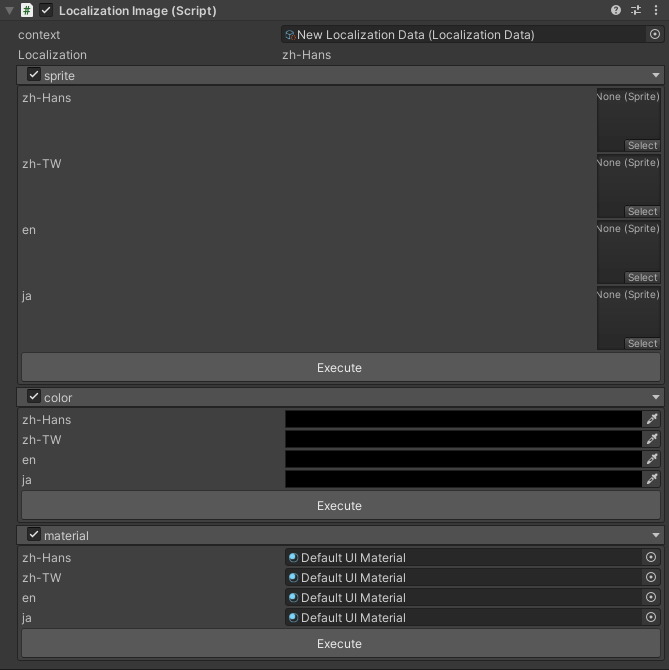 Localization Image (Script)
context New Localization Data (Localization Data)
Localization zh-Hans
sprite
zh-Hans None (Sprite)
Select
zh-TW None (Sprite)
Select
en None (Sprite)
Select
ja None (Sprite)
Select
Execute
color
zh-Hans
zh-TW
en
ja
Execute
material
zh-Hans Default UI Material
zh-TW Default UI Material
en Default UI Material
ja Default UI Material
Execute